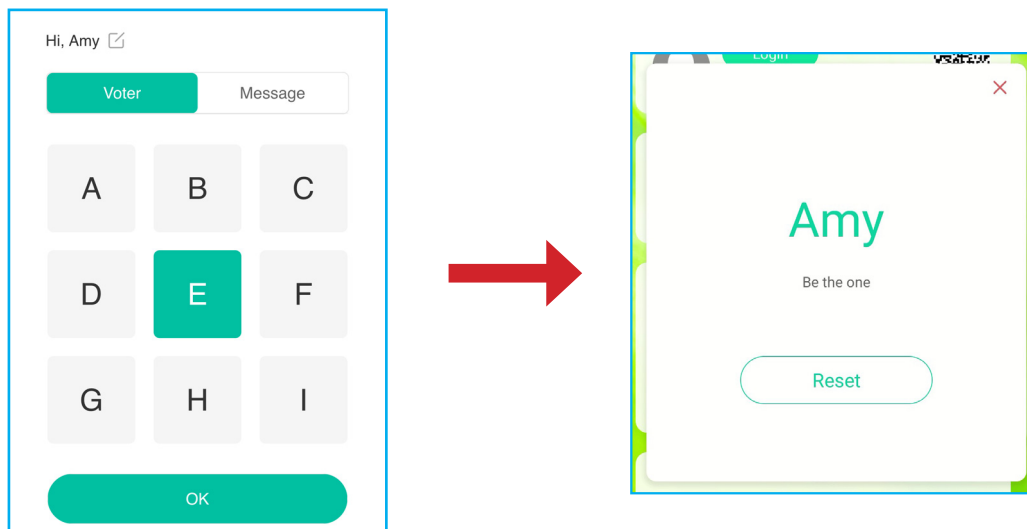 Hi, Amy
Voter Message
A B C
D E F
G H I
OK
Login
Amy
Be the one
Reset